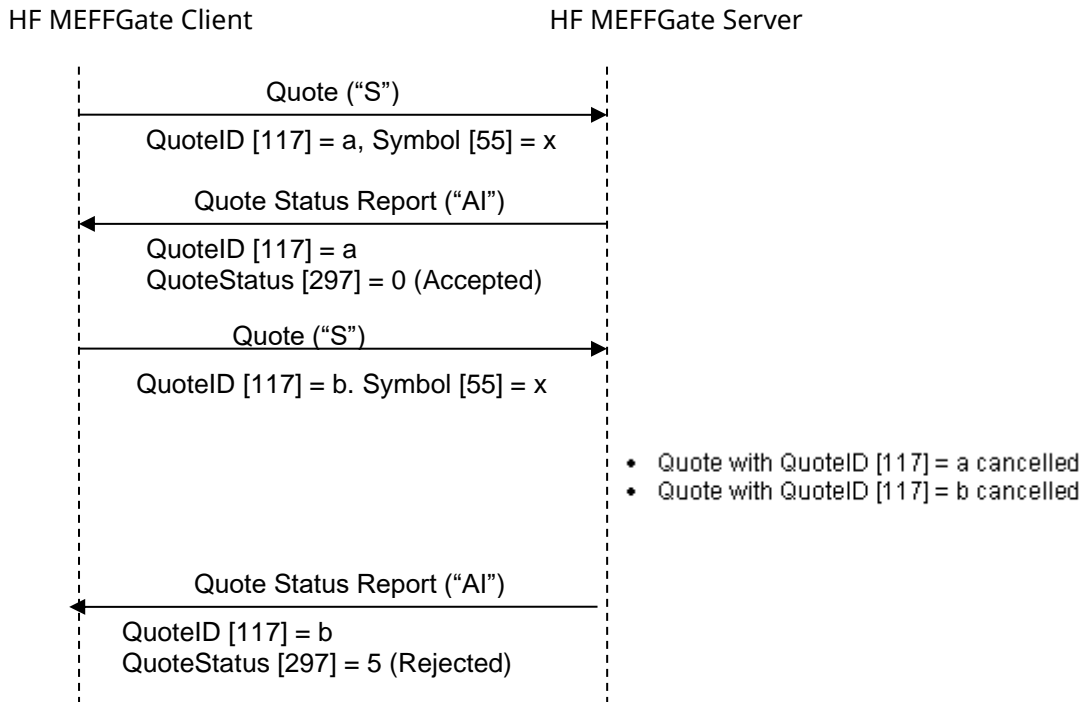 HF MEFFGate Client
HF MEFFGate Server
Quote (“S”)
QuoteID [117] = a, Symbol [55] = x
Quote Status Report (“AI”)
QuoteID [117] = a
QuoteStatus [297] = 0 (Accepted)
Quote (“S”)
QuoteID [117] = b. Symbol [55] = x
• Quote with QuoteID [117] = a cancelled
• Quote with QuoteID [117] = b cancelled
Quote Status Report (“AI”)
QuoteID [117] = b
QuoteStatus [297] = 5 (Rejected)